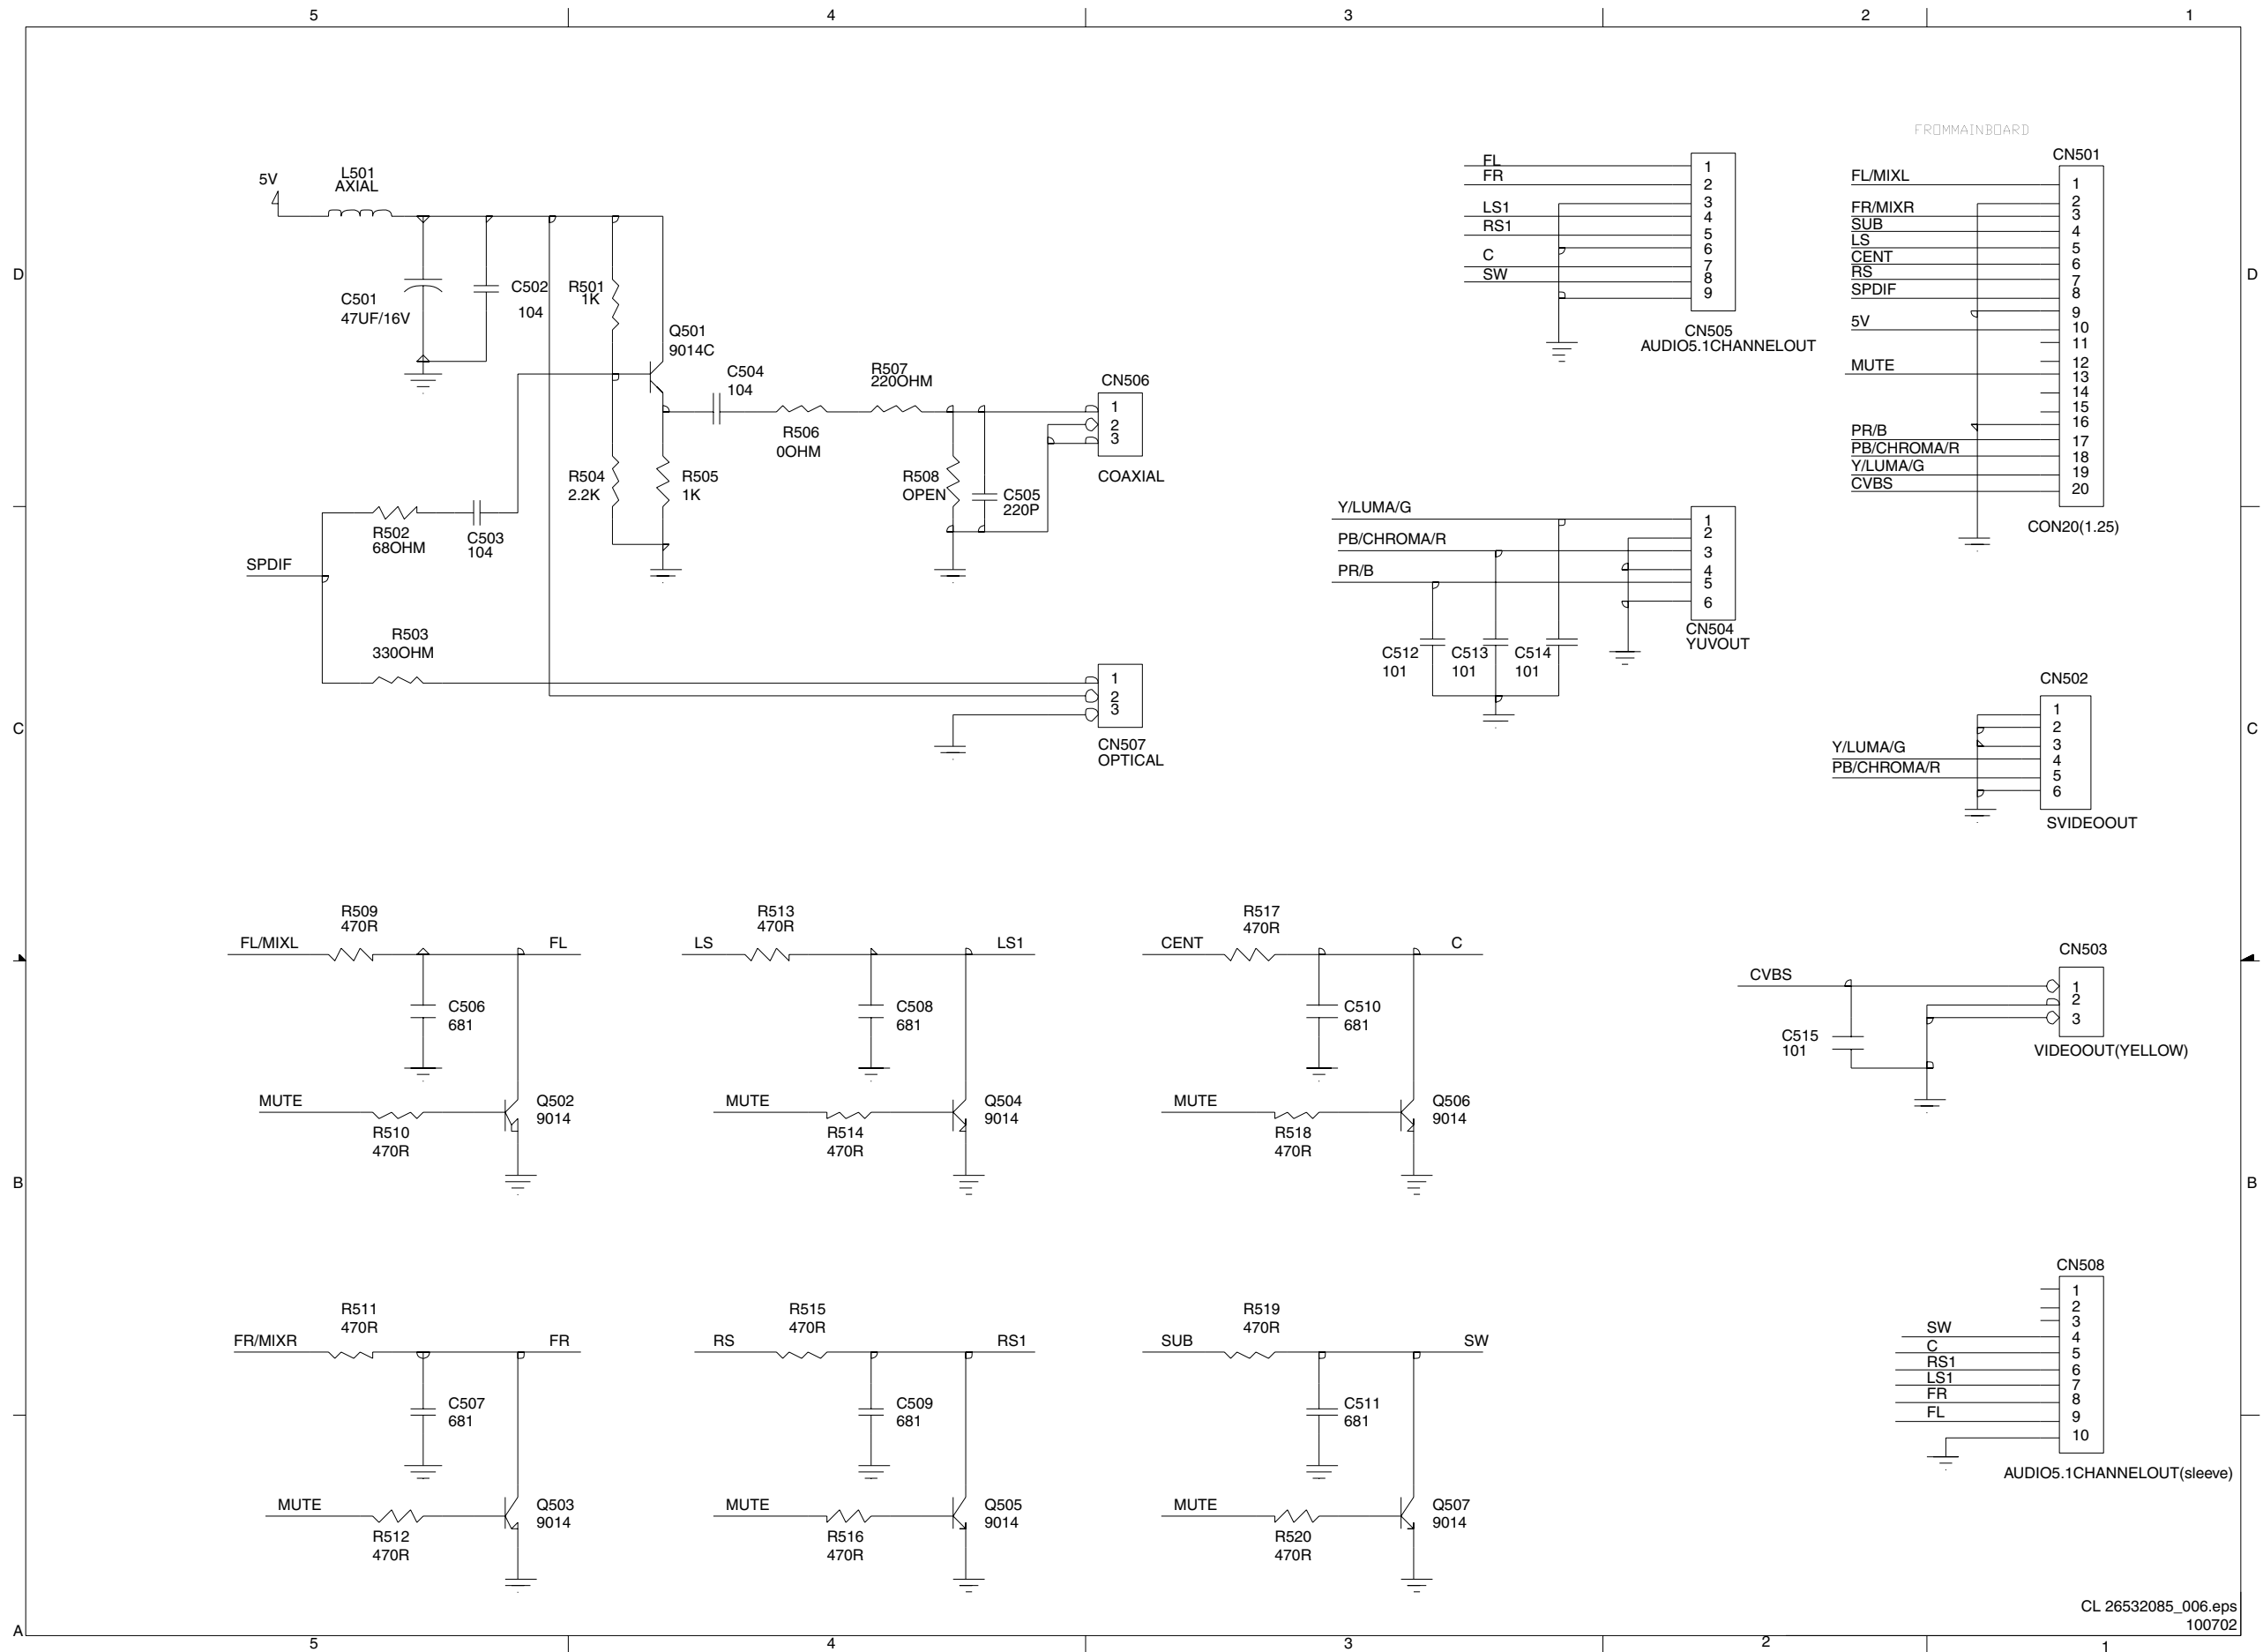 5 4 3 2 1
FROMMAINBOARD
D
D
5V
L501
AXIAL
C501
47UF/16V
C502
104
R501
1K
Q501
9014C
C504
104
R506
0OHM
R507
220OHM
CN506
1
2
3
COAXIAL
R504
2.2K
R505
1K
R508
OPEN
C505
220P
R502
68OHM
C503
104
SPDIF
R503
330OHM
1
2
3
CN507
OPTICAL
FL
FR
LS1
RS1
C
SW
1
2
3
4
5
6
7
8
9
CN505
AUDIO5.1CHANNELOUT
CN501
FL/MIXL
FR/MIXR
SUB
LS
CENT
RS
SPDIF
5V
MUTE
PR/B
PB/CHROMA/R
Y/LUMA/G
CVBS
1
2
3
4
5
6
7
8
9
10
11
12
13
14
15
16
17
18
19
20
CON20(1.25)
Y/LUMA/G
PB/CHROMA/R
PR/B
1
2
3
4
5
6
CN504
YUVOUT
C512
101
C513
101
C514
101
C
C
CN502
Y/LUMA/G
PB/CHROMA/R
1
2
3
4
5
6
SVIDEOOUT
R509
470R
FL/MIXL
FL
C506
681
MUTE
R510
470R
Q502
9014
R513
470R
LS
LS1
C508
681
MUTE
R514
470R
Q504
9014
R517
470R
CENT
C
C510
681
MUTE
R518
470R
Q506
9014
CN503
CVBS
C515
101
1
2
3
VIDEOOUT(YELLOW)
B
B
R511
470R
FR/MIXR
FR
C507
681
MUTE
R512
470R
Q503
9014
R515
470R
RS
RS1
C509
681
MUTE
R516
470R
Q505
9014
R519
470R
SUB
SW
C511
681
MUTE
R520
470R
Q507
9014
CN508
SW
C
RS1
LS1
FR
FL
1
2
3
4
5
6
7
8
9
10
AUDIO5.1CHANNELOUT(sleeve)
CL 26532085_006.eps
100702
A
5 4 3 2 1